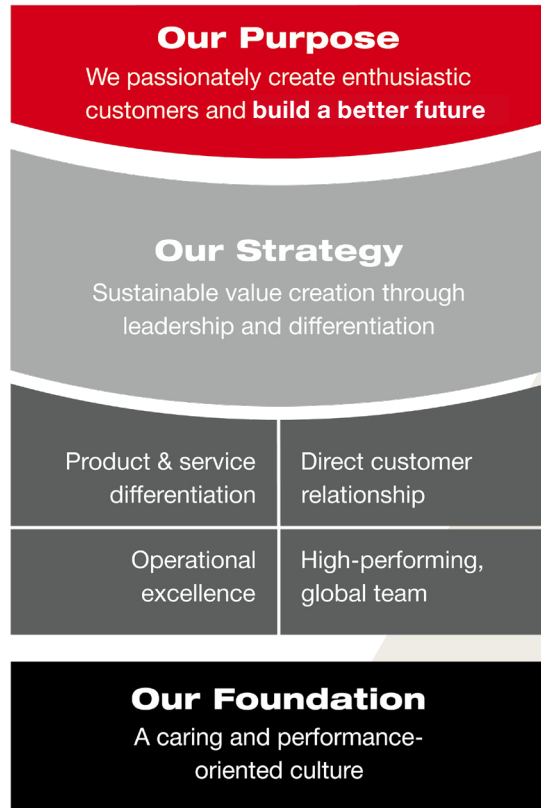 Our Purpose
We passionately create enthusiastic
customers and build a better future
Our Strategy
Sustainable value creation through
leadership and differentiation
Product & service
differentiation
Direct customer
relationship
Operational
excellence
High-performing,
global team
Our Foundation
A caring and performance-
oriented culture